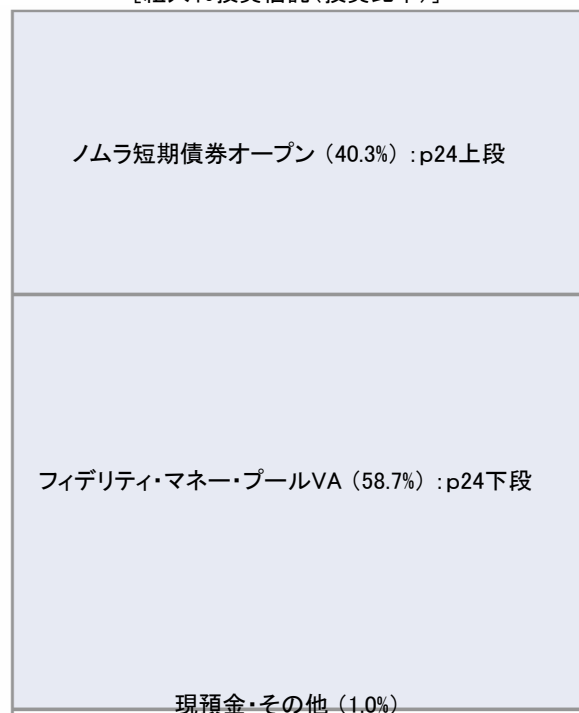 ノムラ短期債券オープン (40.3%) :p24上段
フィデリティ・マネー・プールVA (58.7%) :p24下段
現預金・その他 (1.0%)